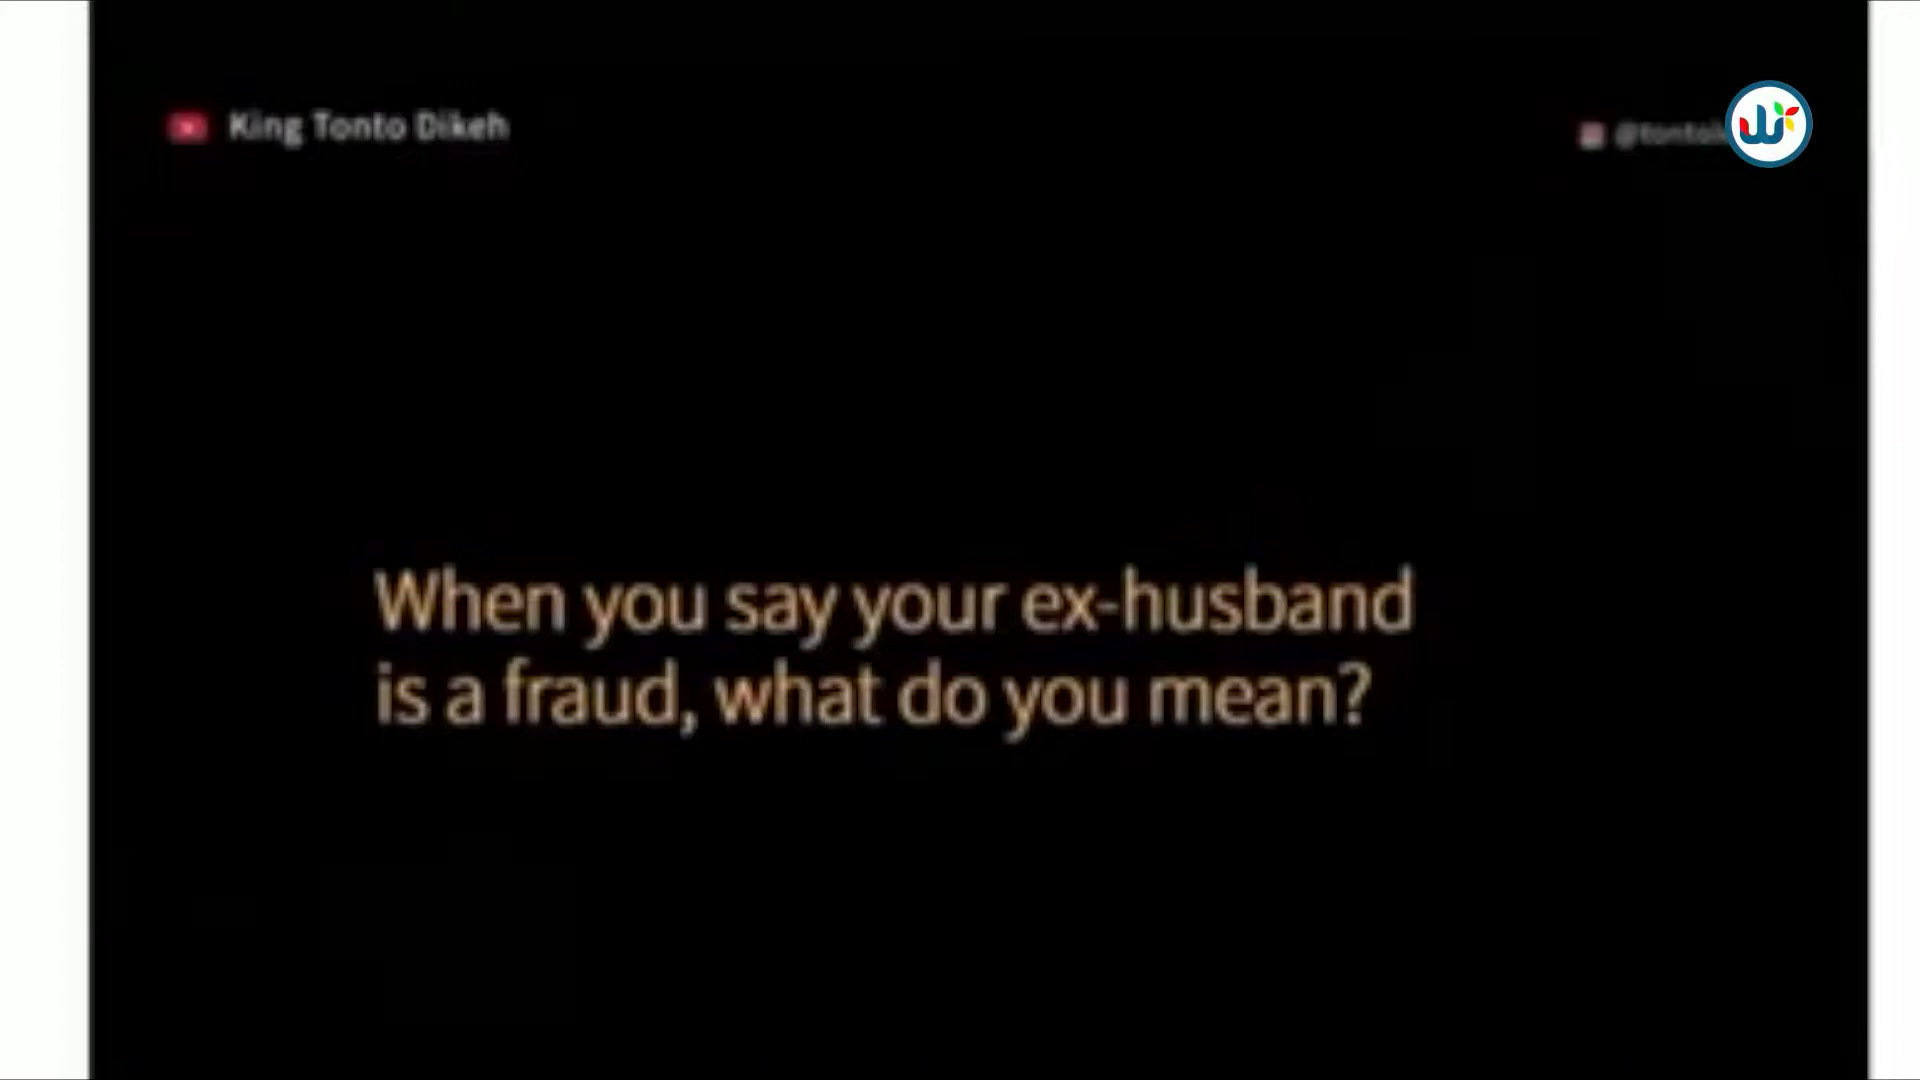 King Tonto Dikeh
When you say your ex-husband
is a fraud, what do you mean?